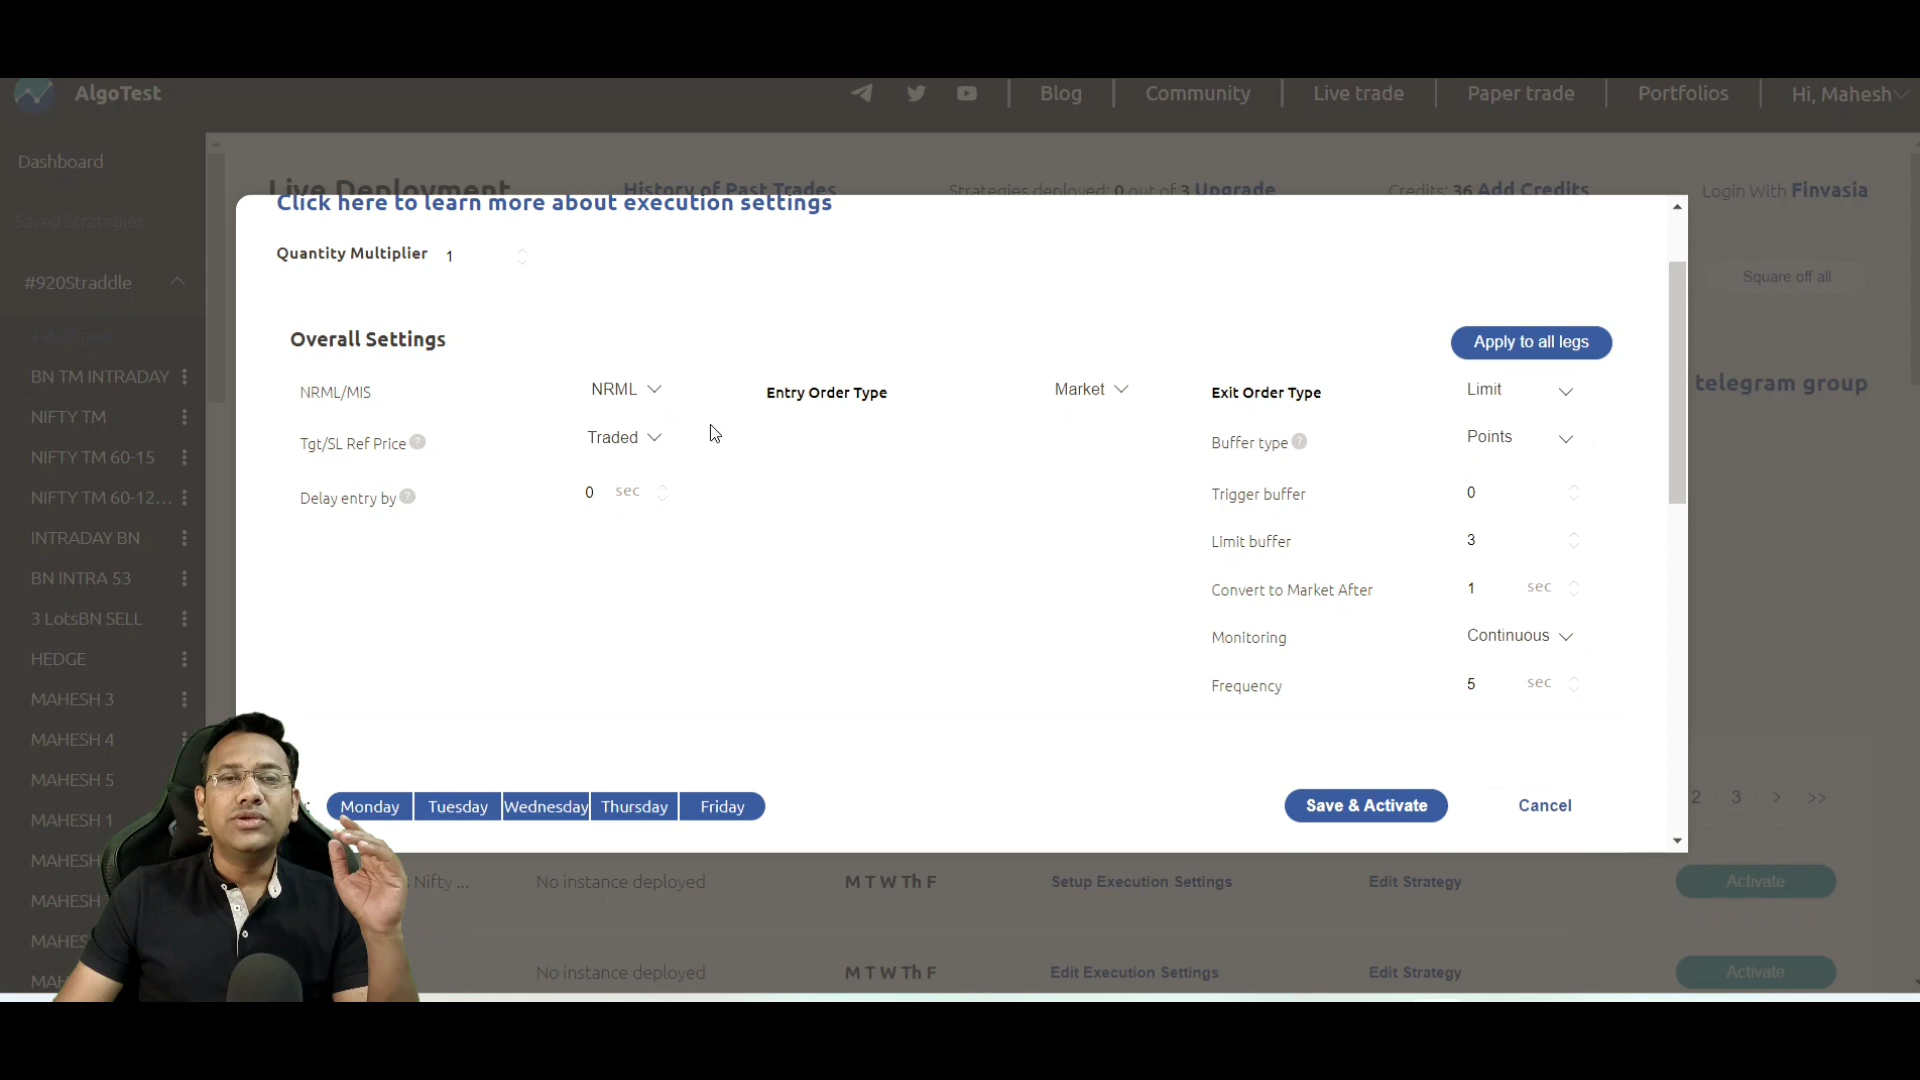 AlgoTest
Blog
Community
Live trade
Paper trade
Portfolios
Hi, Mahesh
Dashboard
Saved Strategies
#920Straddle
BN TM INTRADAY
NIFTY TM
NIFTY TM 60-15
NIFTY TM 60-12...
INTRADAY BN
BN INTRA 53
3 LotsBN SELL
HEDGE
MAHESH 3
MAHESH 4
MAHESH 5
MAHESH 1
MAHESH
Live Deployment
History of Past Trades
Strategies deployed: 0 out of 3 Upgrade
Credits: 36 Add Credits
Login With Finvasia
Square off all
telegram group
Click here to learn more about execution settings
Quantity Multiplier 1
Overall Settings
Apply to all legs
NRML/MIS NRML
Entry Order Type Market
Exit Order Type Limit
Tgt/SL Ref Price ? Traded
Buffer type ? Points
Delay entry by ? 0 sec
Trigger buffer 0
Limit buffer 3
Convert to Market After 1 sec
Monitoring Continuous
Frequency 5 sec
Monday Tuesday Wednesday Thursday Friday
Save & Activate
Cancel
2 3 > >>
Nifty ... No instance deployed M T W Th F Setup Execution Settings Edit Strategy Activate
No instance deployed M T W Th F Edit Execution Settings Edit Strategy Activate